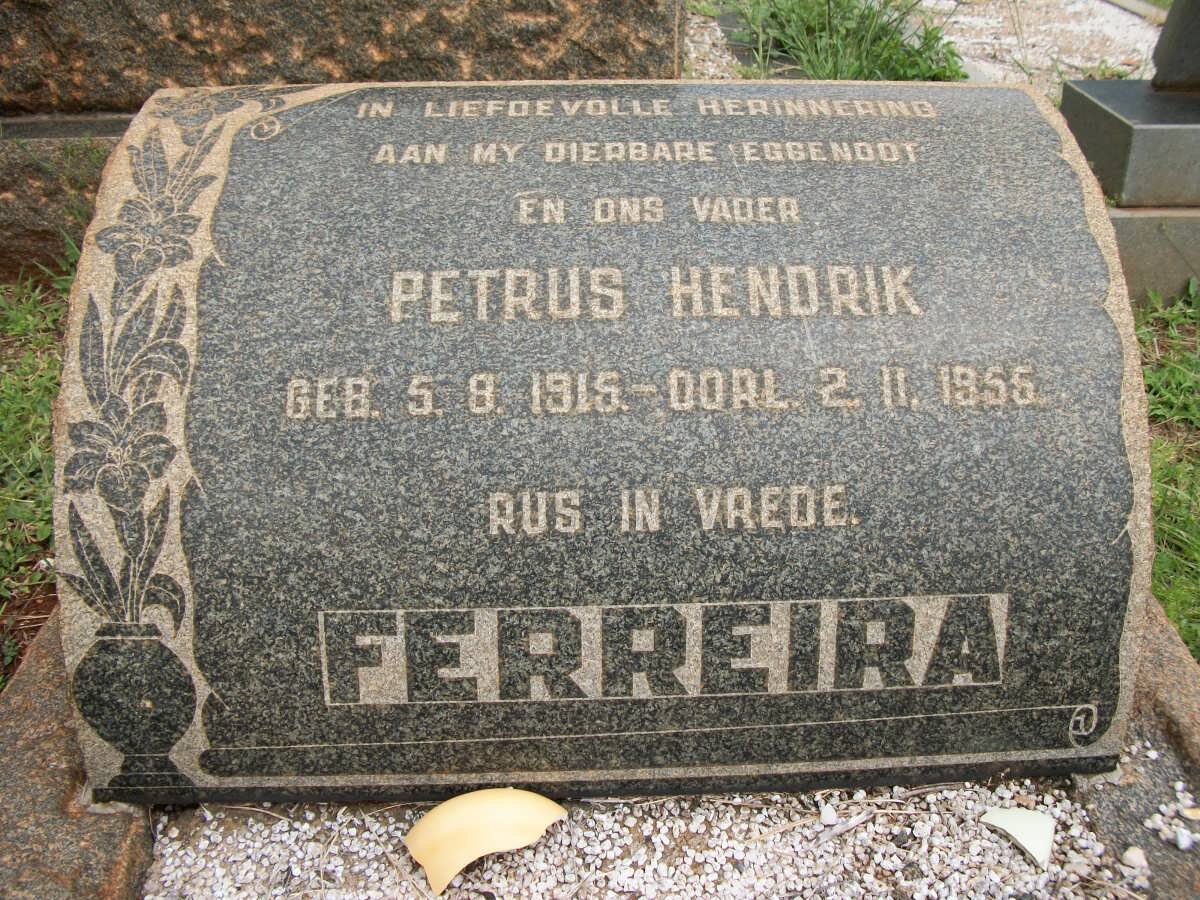 IN LIEFDEVOLLE HERINNERING
AAN MY DIERBARE EGGENOOT
EN ONS VADER
PETRUS HENDRIK
GEB. 5. 8. 1915. - OORL. 2. 11. 1955.
RUS IN VREDE.
FERREIRA